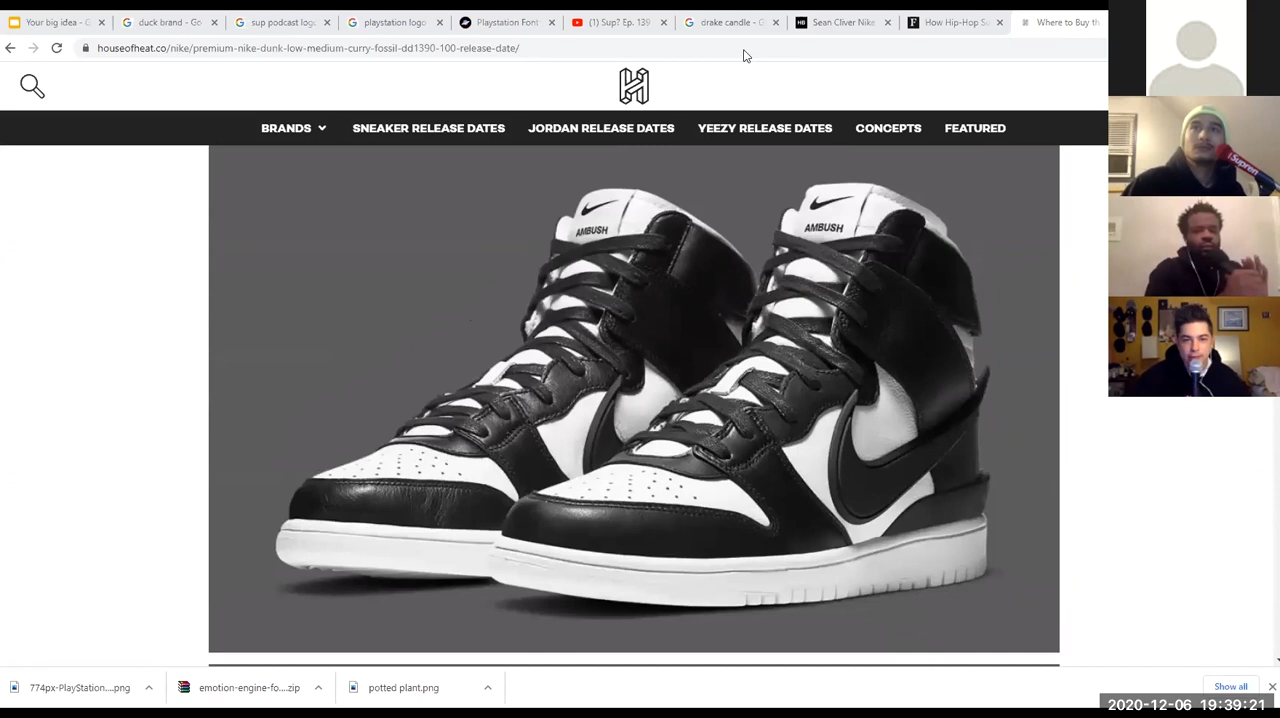 Your big idea - G
duck brand - Go
sup podcast logo
playstation logo
Playstation Font
(1) Sup? Ep. 139
drake candle - G
HB Sean Cliver Nike
F How Hip-Hop S
Where to Buy th
houseofheat.co/nike/premium-nike-dunk-low-medium-curry-fossil-dd1390-100-release-date/
BRANDS SNEAKER RELEASE DATES JORDAN RELEASE DATES YEEZY RELEASE DATES CONCEPTS FEATURED
AMBUSH
AMBUSH
Suprem
774px-PlayStation....png
emotion-engine-fo...zip
potted plant.png
Show all
2020-12-06 19:39:21